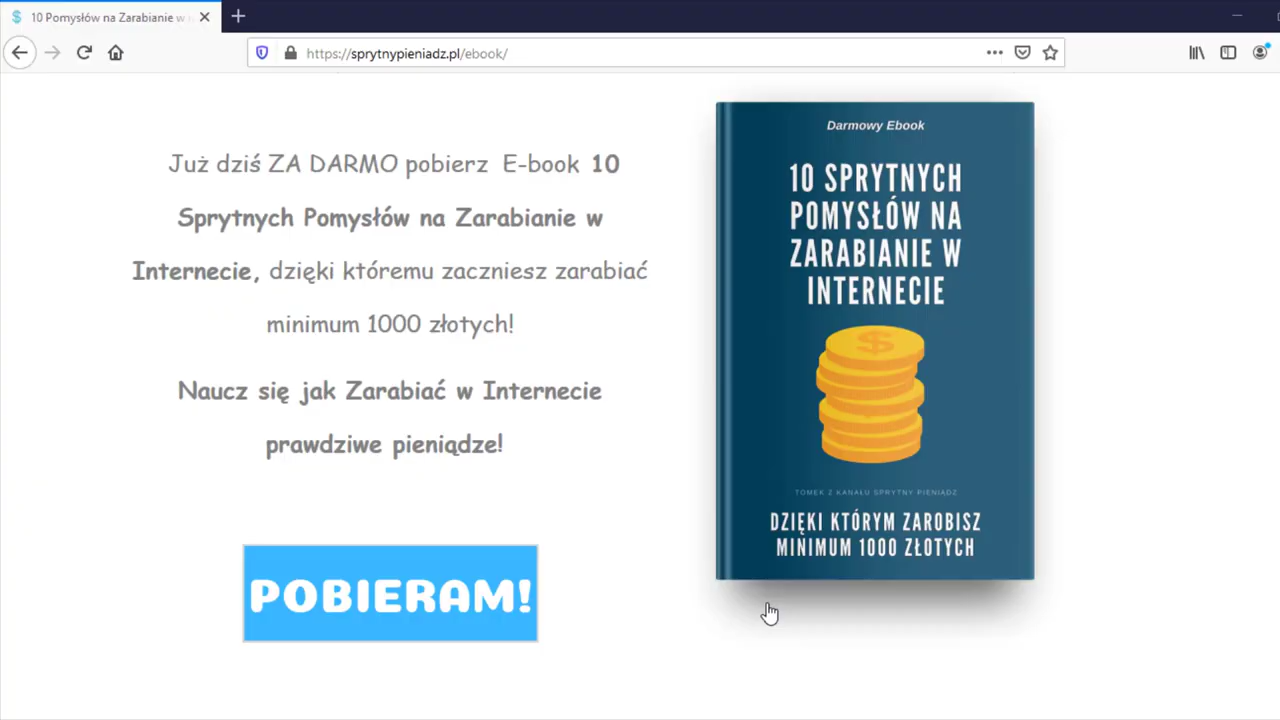 10 Pomysłów na Zarabianie w
https://sprytnypieniadz.pl/ebook/
Już dziś ZA DARMO pobierz E-book 10
Sprytnych Pomysłów na Zarabianie w
Internecie, dzięki któremu zaczniesz zarabiać
minimum 1000 złotych!
Naucz się jak Zarabiać w Internecie
prawdziwe pieniądze!
POBIERAM!
Darmowy Ebook
10 SPRYTNYCH
POMYSŁÓW NA
ZARABIANIE W
INTERNECIE
TOMEK Z KANAŁU SPRYTNY PIENIĄDZ
DZIĘKI KTÓRYM ZAROBISZ
MINIMUM 1000 ZŁOTYCH